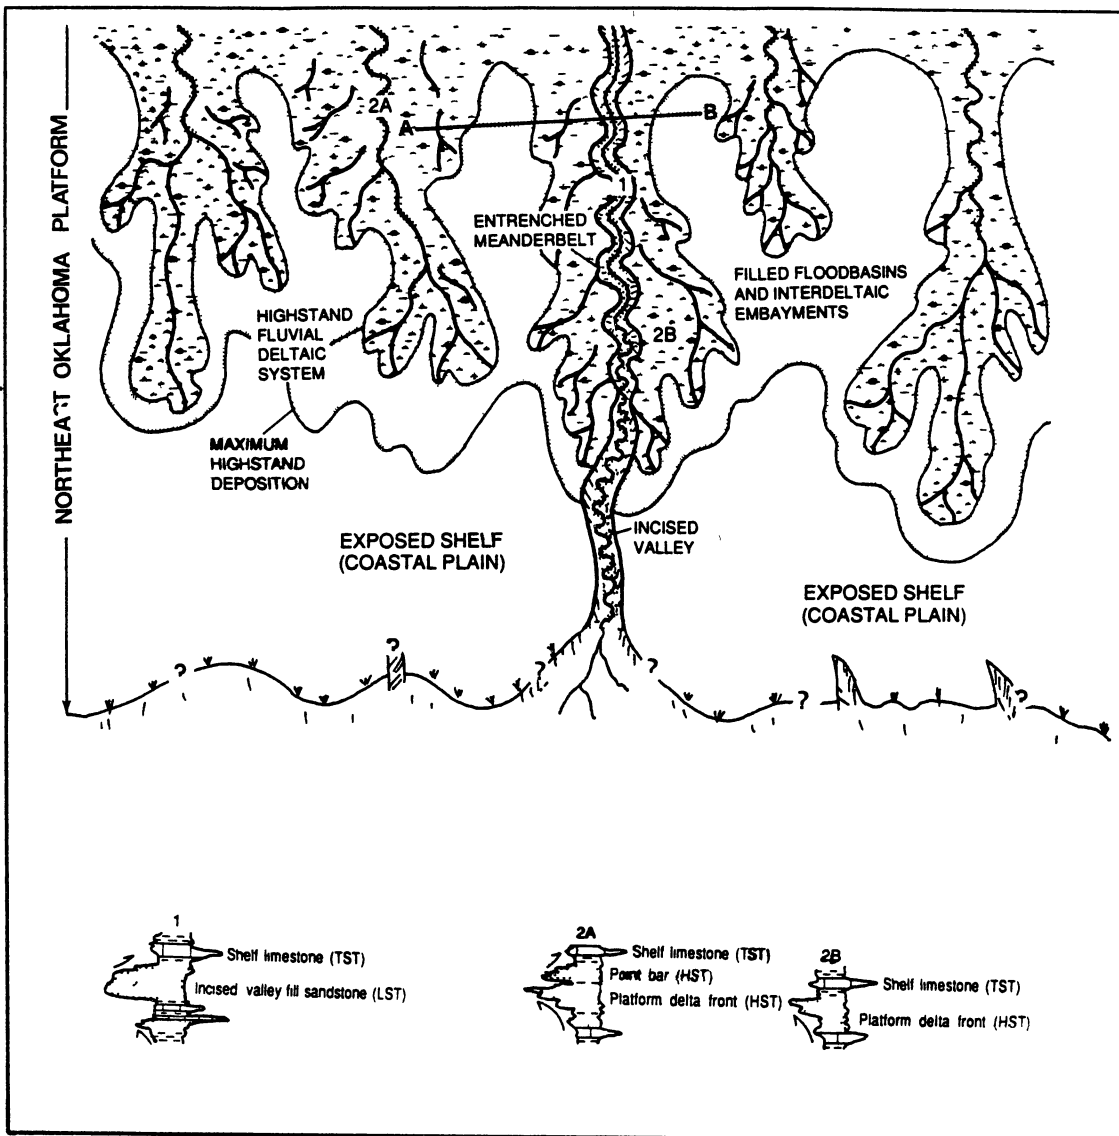 NORTHEAST OKLAHOMA PLATFORM
2A
A
B
1
ENTRENCHED
MEANDERBELT
FILLED FLOODBASINS
AND INTERDELTAIC
EMBAYMENTS
HIGHSTAND
FLUVIAL
DELTAIC
SYSTEM
2B
MAXIMUM
HIGHSTAND
DEPOSITION
INCISED
VALLEY
EXPOSED SHELF
(COASTAL PLAIN)
EXPOSED SHELF
(COASTAL PLAIN)
?
?
?
?
?
?
1
Shelf limestone (TST)
Incised valley fill sandstone (LST)
2A
Shelf limestone (TST)
Point bar (HST)
Platform delta front (HST)
2B
Shelf limestone (TST)
Platform delta front (HST)